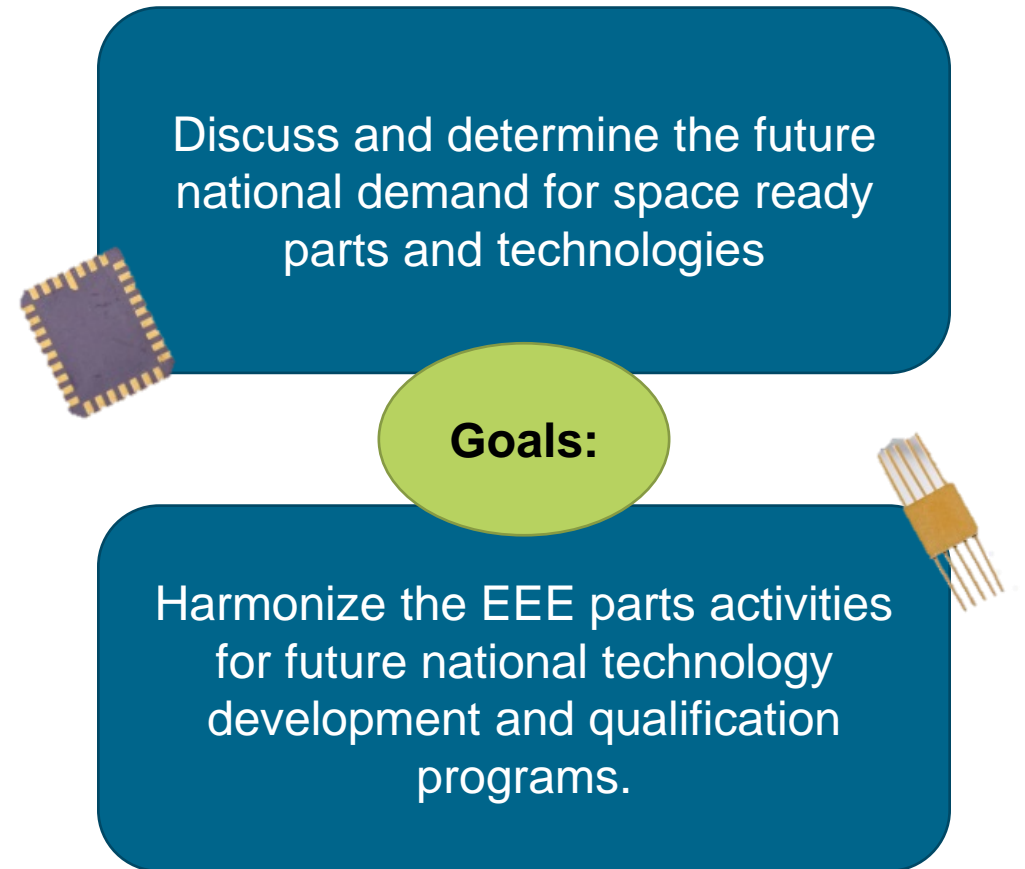 Discuss and determine the future
national demand for space ready
parts and technologies
Goals:
Harmonize the EEE parts activities
for future national technology
development and qualification
programs.